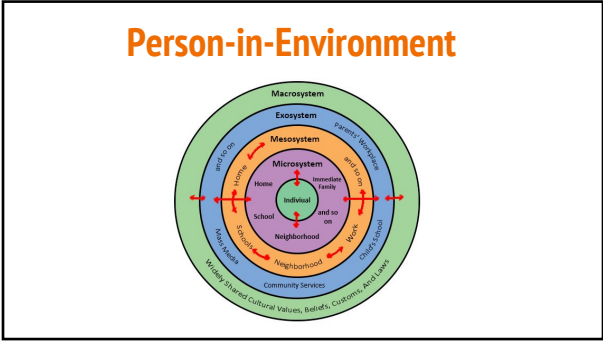 Person-in-Environment
Macrosystem
Exosystem
Parents' Workplace
and so on
Mesosystem
Home
and so on
Microsystem
Home
Immediate
Family
Indiviual
School
and so
on
Neighborhood
Schools
Work
Neighborhood
Mass Media
Child's School
Community Services
Widely Shared Cultural Values, Beliefs, Customs, And Laws